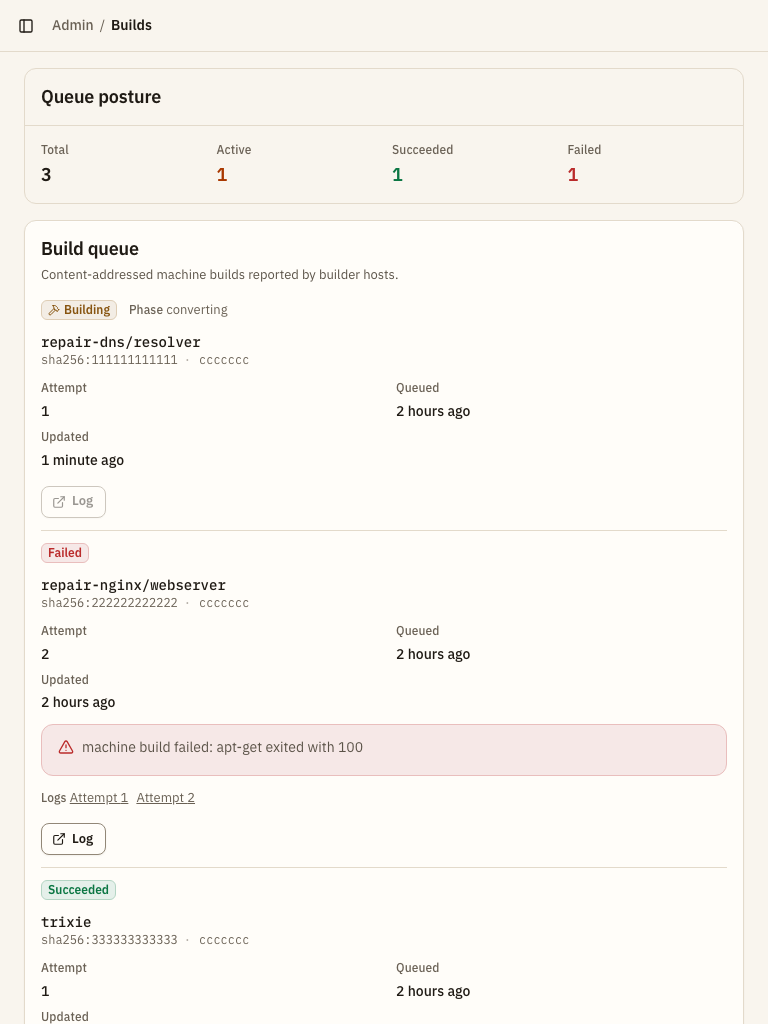 Admin / Builds
Queue posture
Total Active Succeeded Failed
3 1 1 1
Build queue
Content-addressed machine builds reported by builder hosts.
Building Phase converting
repair-dns/resolver
sha256:111111111111 · ccccccc
Attempt Queued
1 2 hours ago
Updated
1 minute ago
Log
Failed
repair-nginx/webserver
sha256:222222222222 · ccccccc
Attempt Queued
2 2 hours ago
Updated
2 hours ago
machine build failed: apt-get exited with 100
Logs Attempt 1 Attempt 2
Log
Succeeded
trixie
sha256:333333333333 · ccccccc
Attempt Queued
1 2 hours ago
Updated